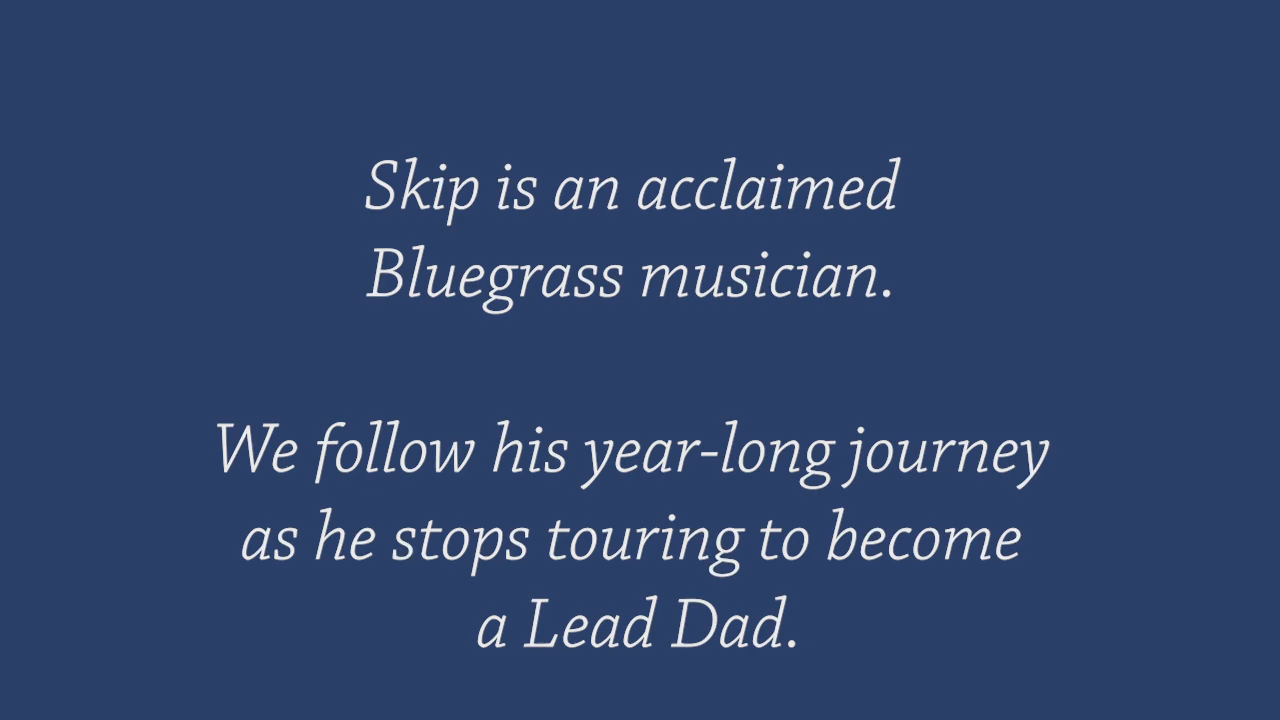 Skip is an acclaimed
Bluegrass musician.
We follow his year-long journey
as he stops touring to become
a Lead Dad.